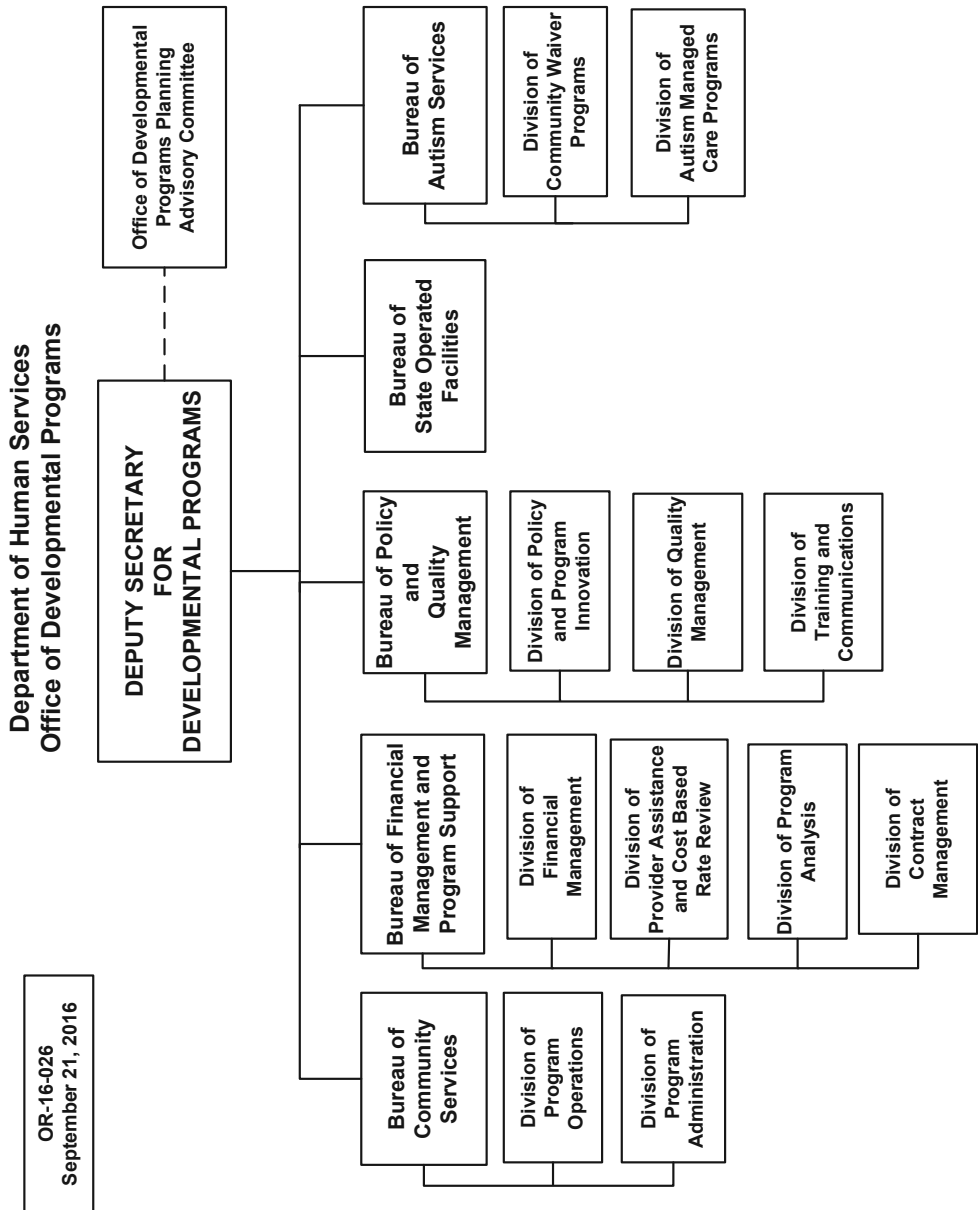 OR-16-026
September 21, 2016
Department of Human Services
Office of Developmental Programs
DEPUTY SECRETARY
FOR
DEVELOPMENTAL PROGRAMS
Office of Developmental
Programs Planning
Advisory Committee
Bureau of
Community
Services
Division of
Program
Operations
Division of
Program
Administration
Bureau of Financial
Management and
Program Support
Division of
Financial
Management
Division of
Provider Assistance
and Cost Based
Rate Review
Division of Program
Analysis
Division of
Contract
Management
Bureau of Policy
and
Quality
Management
Division of Policy
and Program
Innovation
Division of Quality
Management
Division of
Training and
Communications
Bureau of
State Operated
Facilities
Bureau of
Autism Services
Division of
Community Waiver
Programs
Division of
Autism Managed
Care Programs